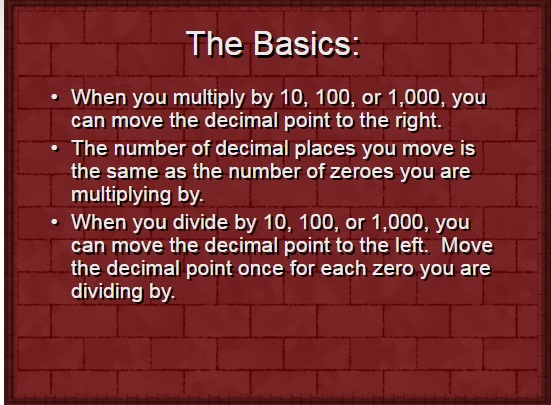 The Basics:
• When you multiply by 10, 100, or 1,000, you
can move the decimal point to the right.
• The number of decimal places you move is
the same as the number of zeroes you are
multiplying by.
• When you divide by 10, 100, or 1,000, you
can move the decimal point to the left.  Move
the decimal point once for each zero you are
dividing by.